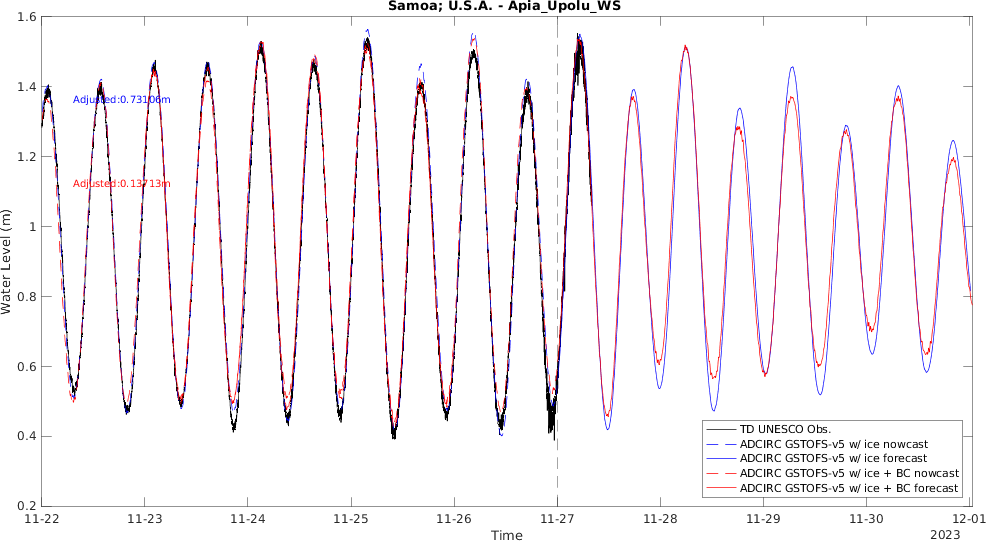 Samoa; U.S.A. - Apia_Upolu_WS
1.6
1.4
Adjusted:0.73106m
1.2
Adjusted:0.13713m
1
0.8
0.6
0.4
0.2
Water Level (m)
TD UNESCO Obs.
ADCIRC GSTOFS-v5 w/ ice nowcast
ADCIRC GSTOFS-v5 w/ ice forecast
ADCIRC GSTOFS-v5 w/ ice + BC nowcast
ADCIRC GSTOFS-v5 w/ ice + BC forecast
11-22 11-23 11-24 11-25 11-26 11-27 11-28 11-29 11-30 12-01
Time
2023